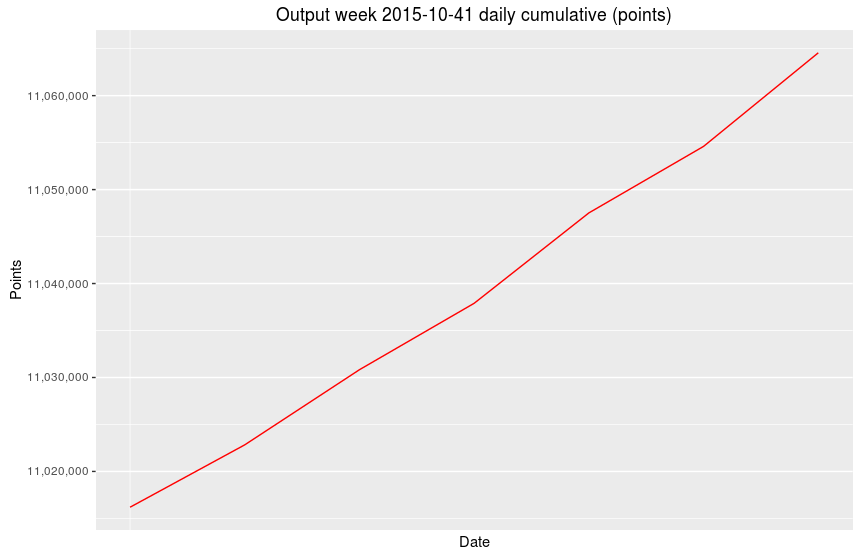 Output week 2015-10-41 daily cumulative (points)
11,060,000
11,050,000
11,040,000
11,030,000
11,020,000
Points
Date